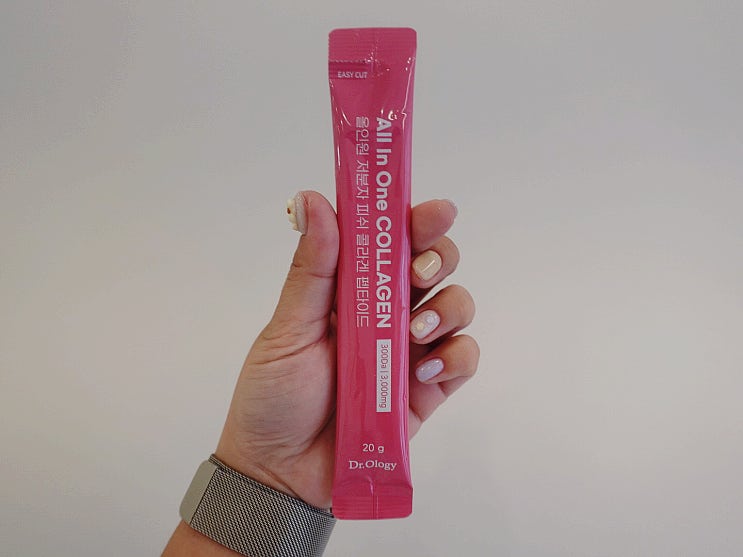 EASY CUT
All In One COLLAGEN
올인원 저분자 피쉬 콜라겐 펩타이드
300Da | 3,000mg
20 g
Dr.Ology